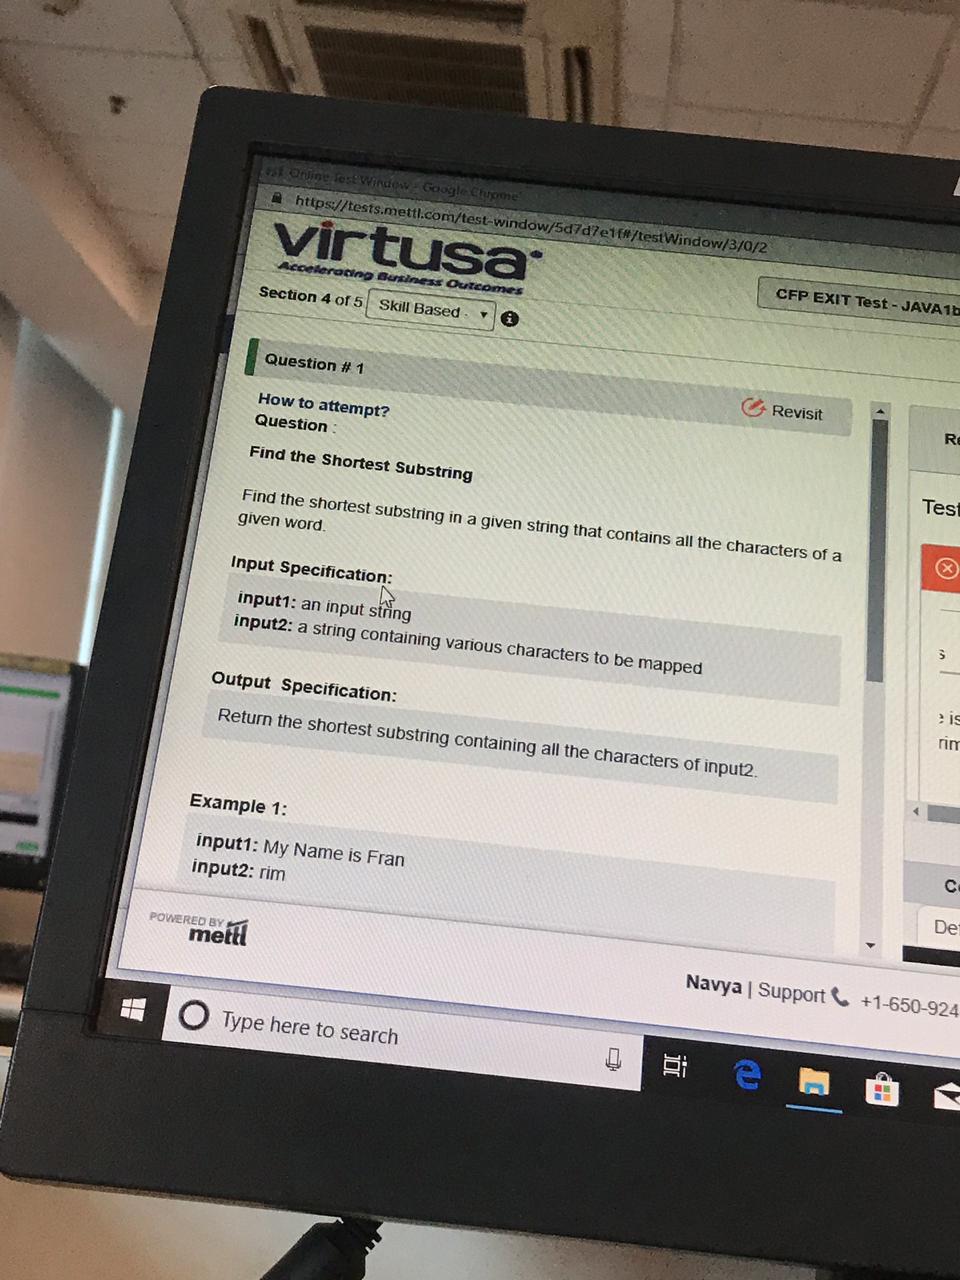 Online Test Window - Google Chrome
https://tests.mettl.com/test-window/5d7d7e1f#/testWindow/3/0/2
virtusa
Accelerating Business Outcomes
CFP EXIT Test - JAVA1b
Section 4 of 5 Skill Based -
Question # 1
Revisit
How to attempt?
Question :
Find the Shortest Substring
Find the shortest substring in a given string that contains all the characters of a
given word.
Input Specification:
input1: an input string
input2: a string containing various characters to be mapped
Output Specification:
Return the shortest substring containing all the characters of input2.
Example 1:
input1: My Name is Fran
input2: rim
Re
Test
s
e is
rim
Co
Def
POWERED BY
mettl
Navya | Support +1-650-924
Type here to search